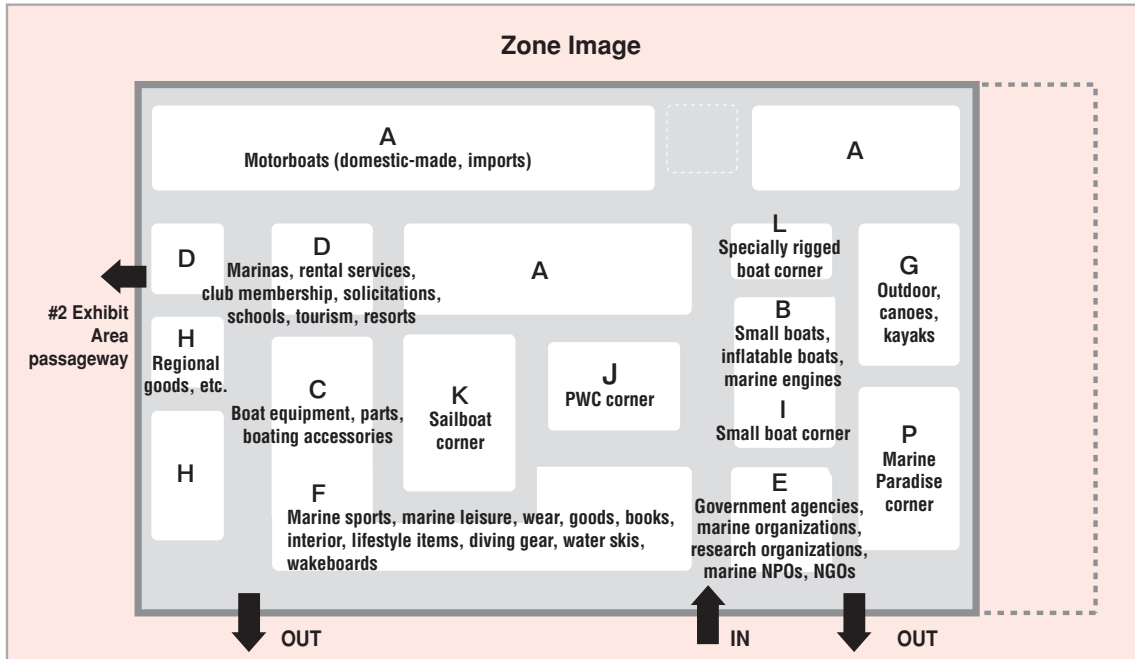 Zone Image
A
Motorboats (domestic-made, imports)
A
D
D
Marinas, rental services,
club membership, solicitations,
schools, tourism, resorts
A
L
Specially rigged
boat corner
G
Outdoor,
canoes,
kayaks
#2 Exhibit
Area
passageway
H
Regional
goods, etc.
C
Boat equipment, parts,
boating accessories
K
Sailboat
corner
J
PWC corner
B
Small boats,
inflatable boats,
marine engines
I
Small boat corner
P
Marine
Paradise
corner
H
F
Marine sports, marine leisure, wear, goods, books,
interior, lifestyle items, diving gear, water skis,
wakeboards
E
Government agencies,
marine organizations,
research organizations,
marine NPOs, NGOs
OUT
IN
OUT